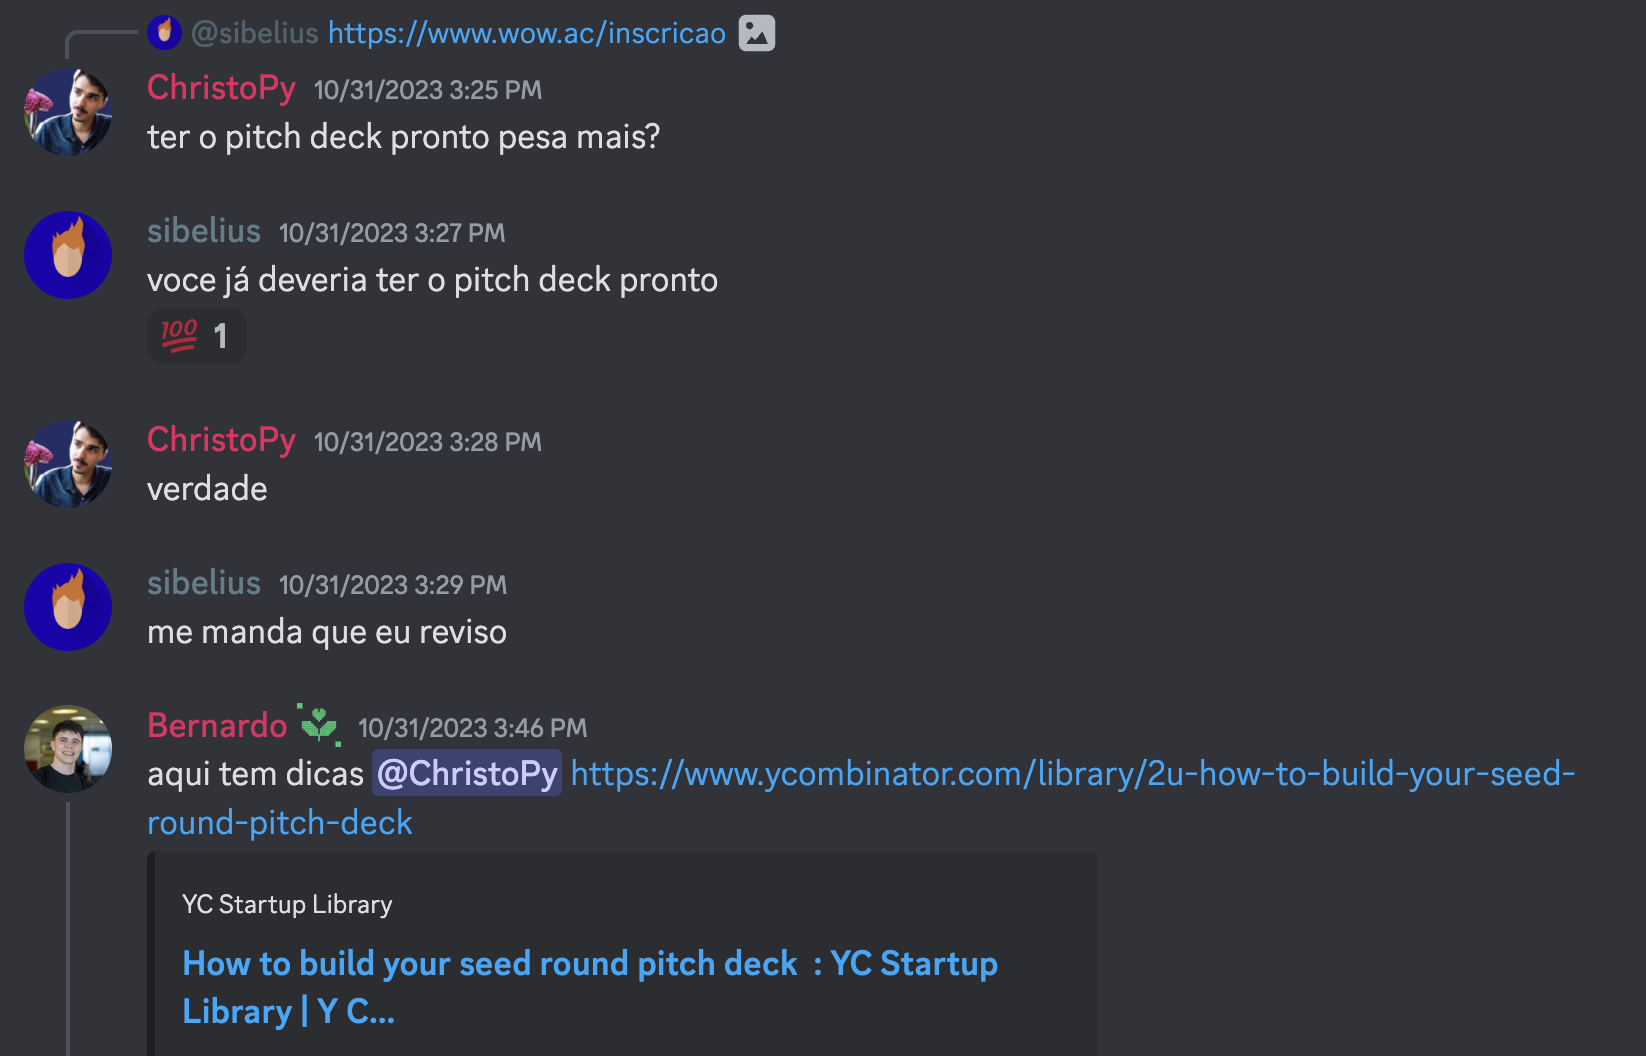 @sibelius https://www.wow.ac/inscricao
ChristoPy 10/31/2023 3:25 PM
ter o pitch deck pronto pesa mais?
sibelius 10/31/2023 3:27 PM
voce já deveria ter o pitch deck pronto
100 1
ChristoPy 10/31/2023 3:28 PM
verdade
sibelius 10/31/2023 3:29 PM
me manda que eu reviso
Bernardo 10/31/2023 3:46 PM
aqui tem dicas @ChristoPy https://www.ycombinator.com/library/2u-how-to-build-your-seed-
round-pitch-deck
YC Startup Library
How to build your seed round pitch deck : YC Startup
Library | Y C...